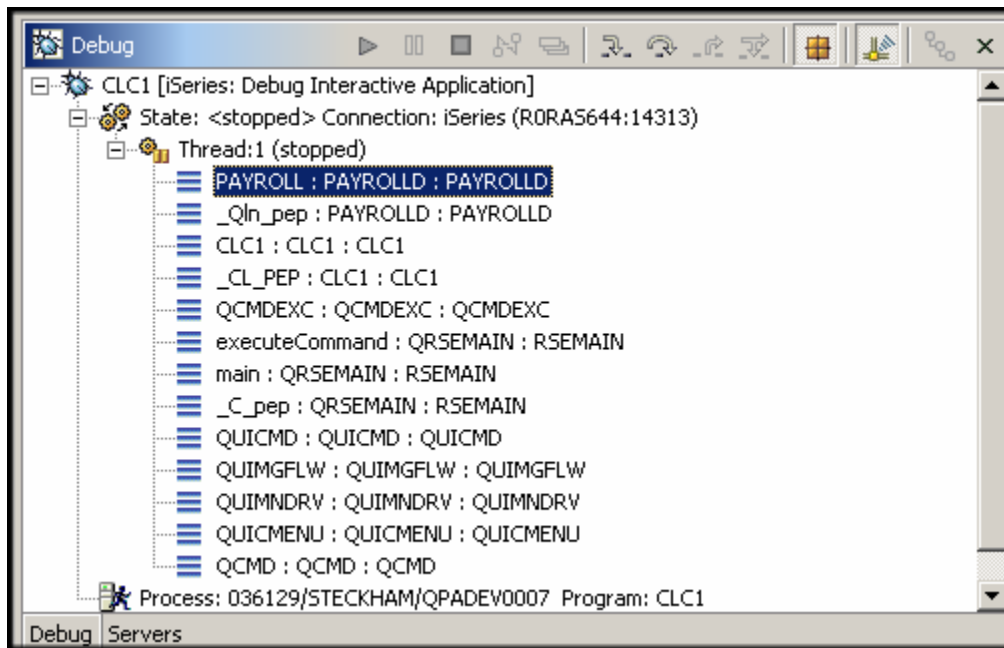 Debug
CLC1 [iSeries: Debug Interactive Application]
State: <stopped> Connection: iSeries (R0RAS644:14313)
Thread:1 (stopped)
PAYROLL : PAYROLLD : PAYROLLD
_Qln_pep : PAYROLLD : PAYROLLD
CLC1 : CLC1 : CLC1
_CL_PEP : CLC1 : CLC1
QCMDEXC : QCMDEXC : QCMDEXC
executeCommand : QRSEMAIN : RSEMAIN
main : QRSEMAIN : RSEMAIN
_C_pep : QRSEMAIN : RSEMAIN
QUICMD : QUICMD : QUICMD
QUIMGFLW : QUIMGFLW : QUIMGFLW
QUIMNDRV : QUIMNDRV : QUIMNDRV
QUICMENU : QUICMENU : QUICMENU
QCMD : QCMD : QCMD
Process: 036129/STECKHAM/QPADEV0007 Program: CLC1
Debug Servers